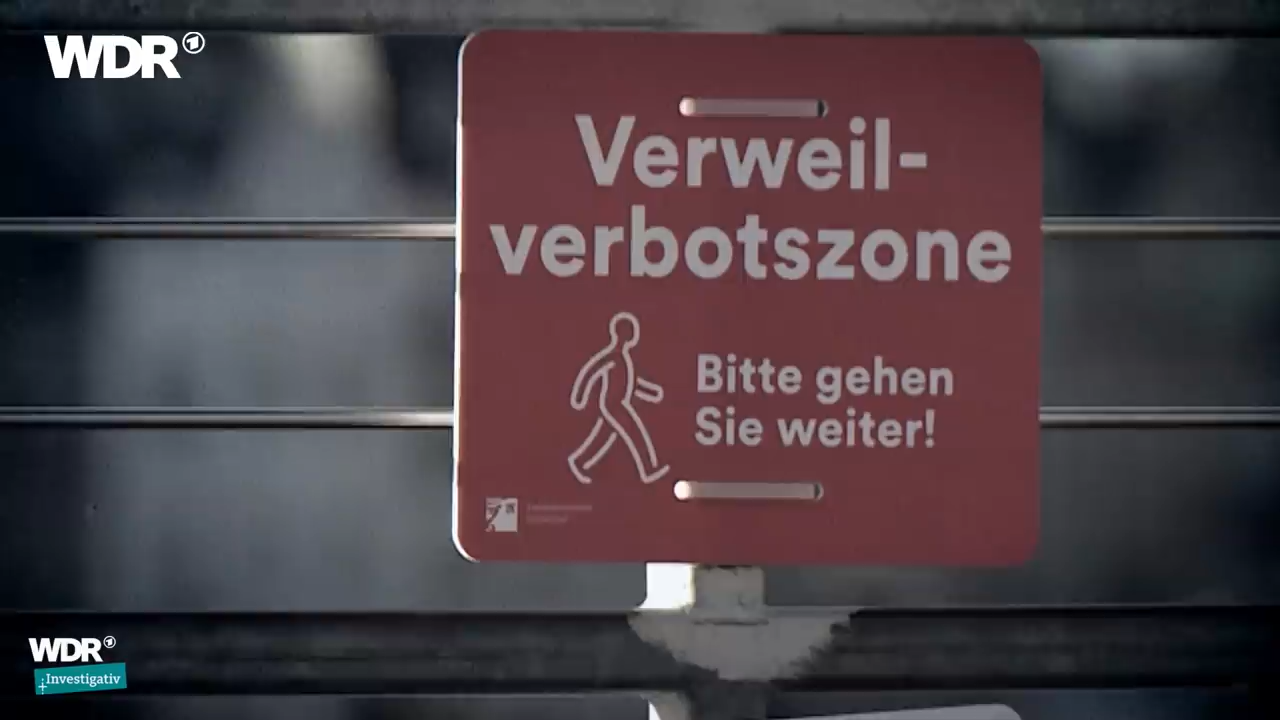 WDR
Verweil-
verbotszone
Bitte gehen
Sie weiter!
WDR
+Investigativ